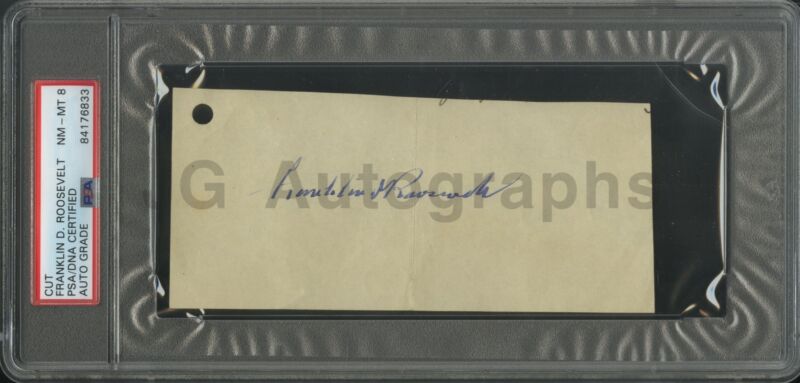 CUT
FRANKLIN D. ROOSEVELT NM-MT 8
PSA/DNA CERTIFIED
AUTO GRADE PSA 84176833
G Autographs
Franklin D Roosevelt